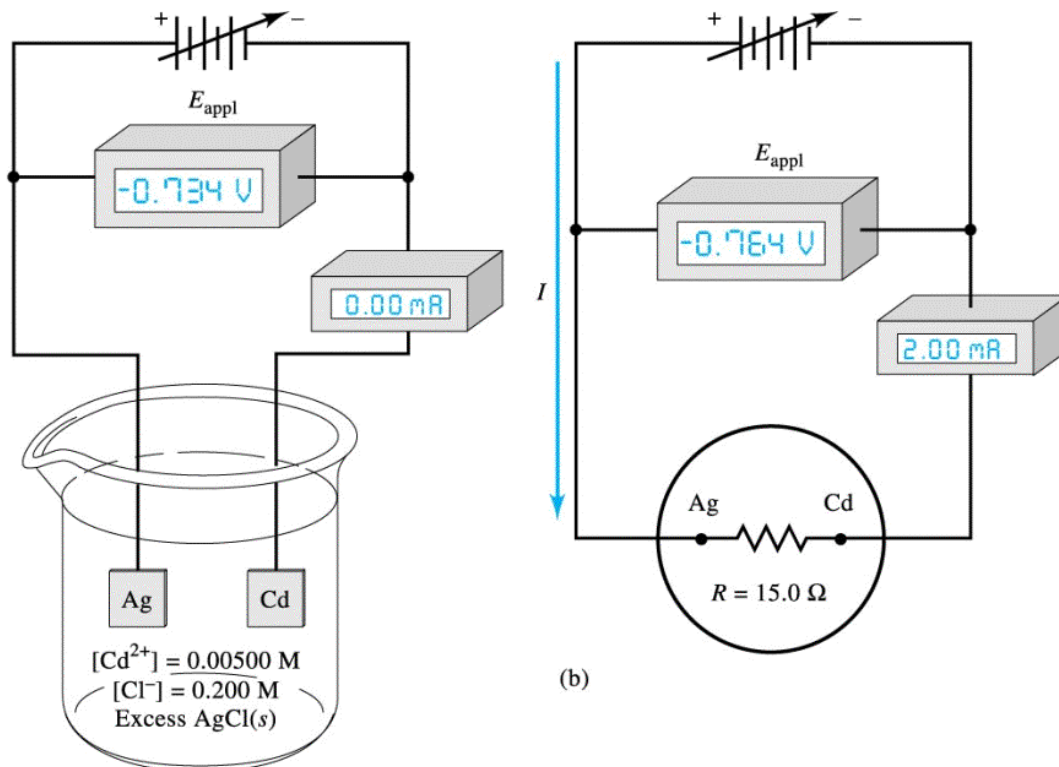 + −
E_appl
-0.734 V
0.00 mA
Ag
Cd
[Cd²⁺] = 0.00500 M
[Cl⁻] = 0.200 M
Excess AgCl(s)
+ −
E_appl
-0.764 V
I
2.00 mA
Ag
Cd
R = 15.0 Ω
(b)